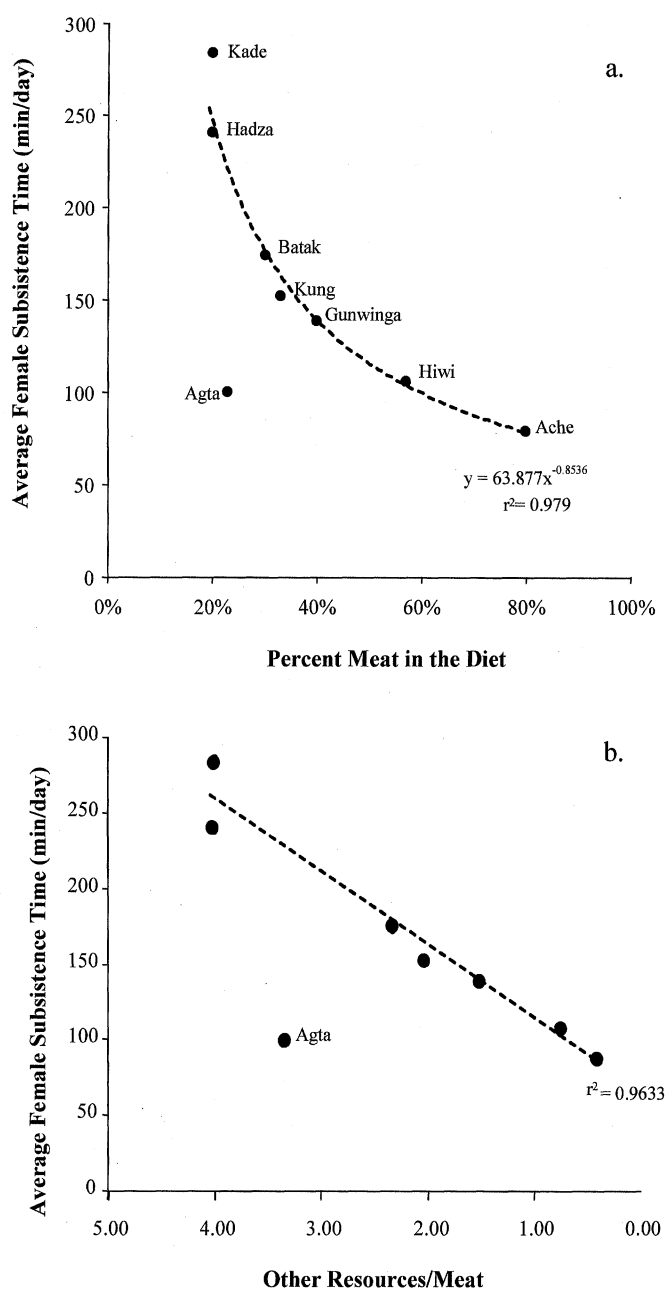 a.
Average Female Subsistence Time (min/day)
300
250
200
150
100
50
0
Kade
Hadza
Batak
Kung
Gunwinga
Hiwi
Agta
Ache
y = 63.877x^-0.8536
r²= 0.979
0% 20% 40% 60% 80% 100%
Percent Meat in the Diet
b.
Average Female Subsistence Time (min/day)
300
250
200
150
100
50
0
Agta
r² = 0.9633
5.00 4.00 3.00 2.00 1.00 0.00
Other Resources/Meat